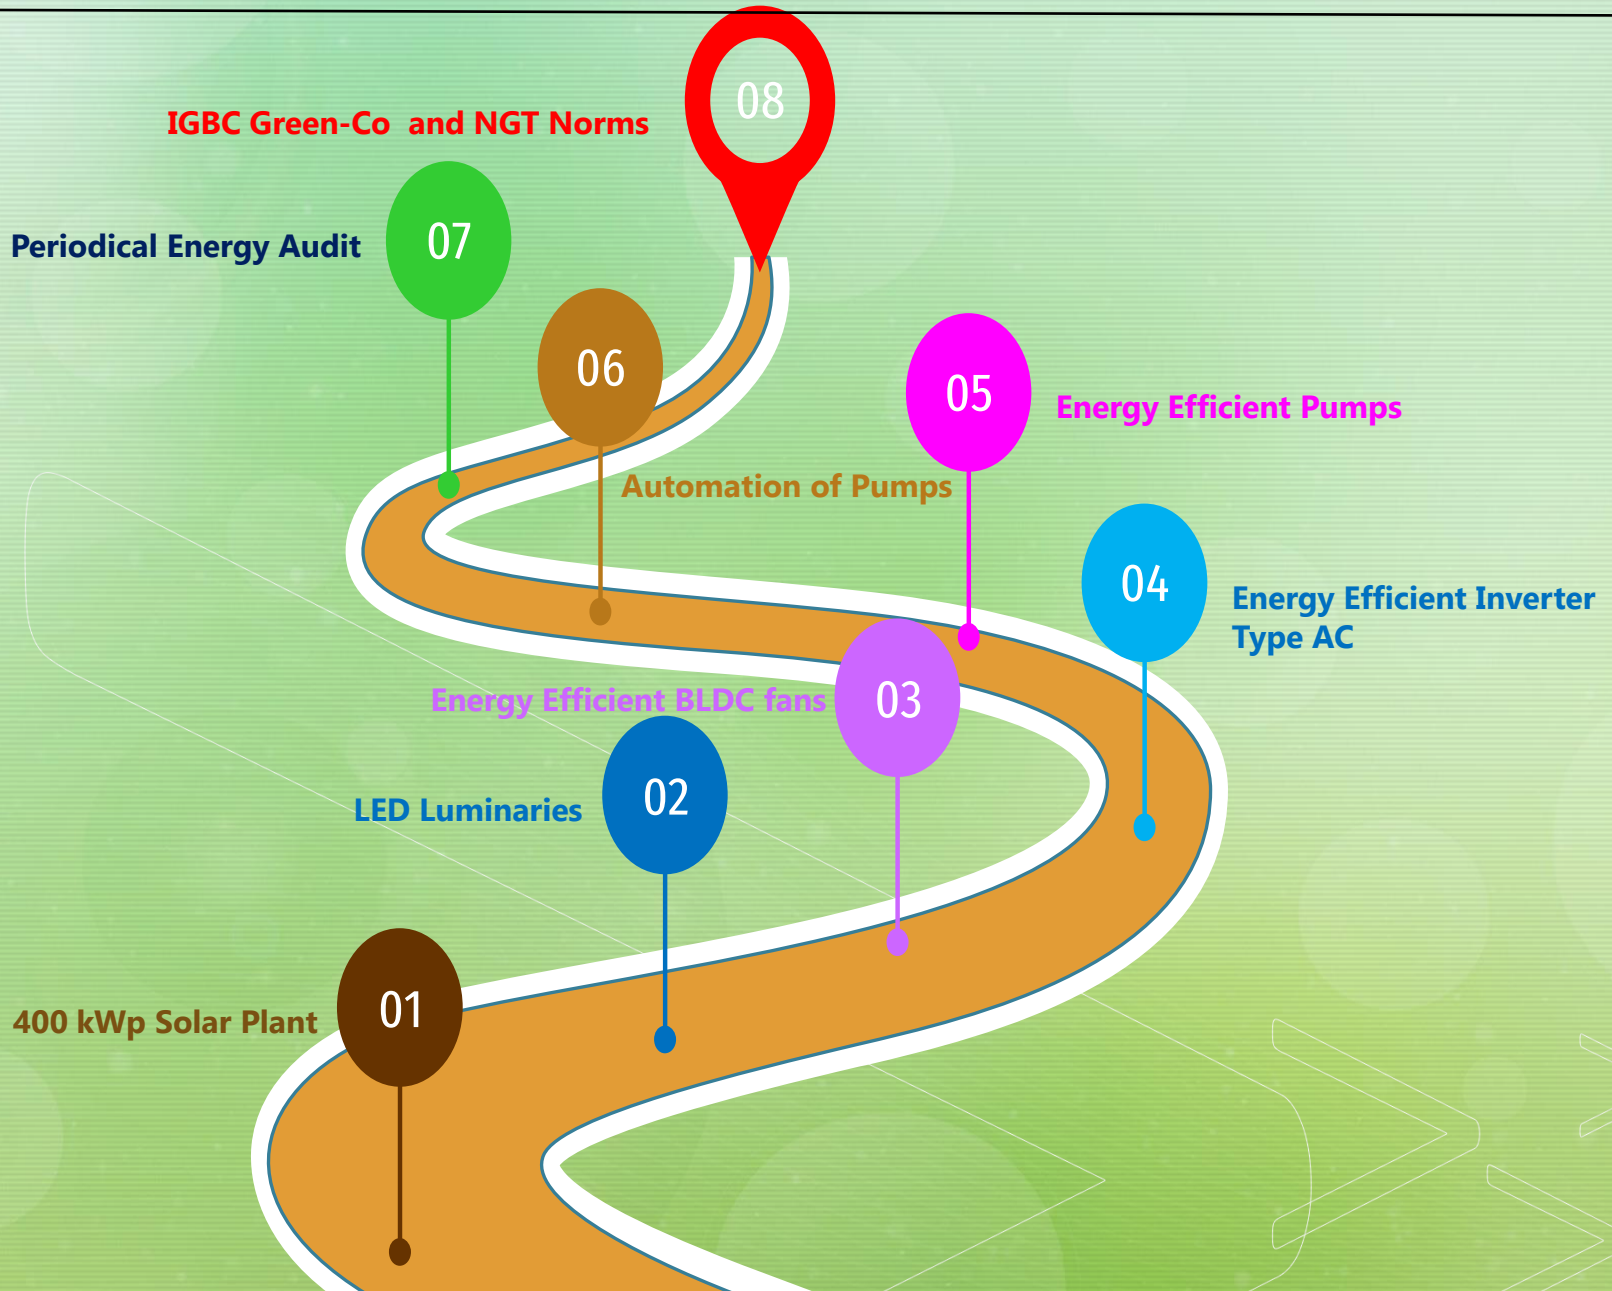 08
IGBC Green-Co  and NGT Norms
07
Periodical Energy Audit
06
Automation of Pumps
05
Energy Efficient Pumps
04
Energy Efficient Inverter
Type AC
03
Energy Efficient BLDC fans
02
LED Luminaries
01
400 kWp Solar Plant